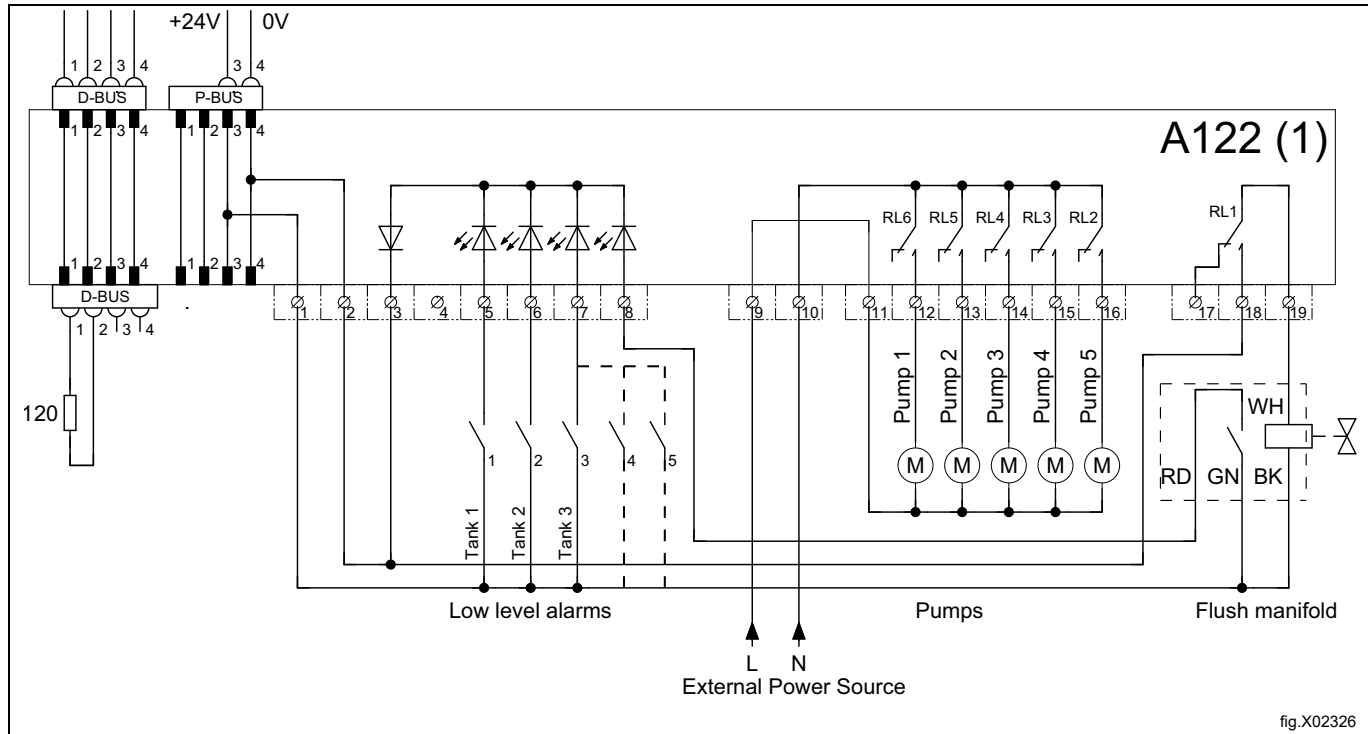 +24V 0V
1 2 3 4 3 4
D-BUS P-BUS
1 2 3 4 1 2 3 4
A122 (1)
RL6 RL5 RL4 RL3 RL2 RL1
1 2 3 4 1 2 3 4
D-BUS
1 2 3 4 5 6 7 8 9 10 11 12 13 14 15 16 17 18 19
1 2 3 4
Pump 1 Pump 2 Pump 3 Pump 4 Pump 5
120
WH
1 2 3 4 5
M M M M M
RD GN BK
Tank 1 Tank 2 Tank 3
Low level alarms Pumps Flush manifold
L N
External Power Source
fig.X02326